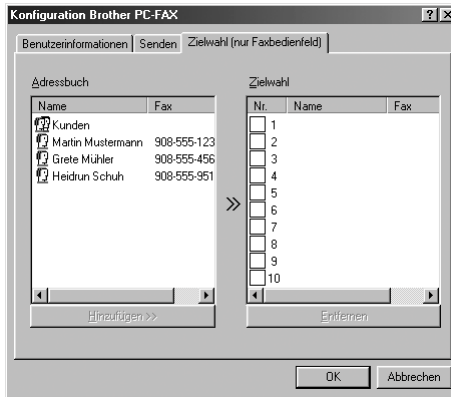 Konfiguration Brother PC-FAX
Benutzerinformationen Senden Zielwahl (nur Faxbedienfeld)
Adressbuch
Name Fax
Kunden
Martin Mustermann 908-555-123
Grete Mühler 908-555-456
Heidrun Schuh 908-555-951
Hinzufügen >>
Zielwahl
Nr. Name Fax
1
2
3
4
5
6
7
8
9
10
Entfernen
OK Abbrechen